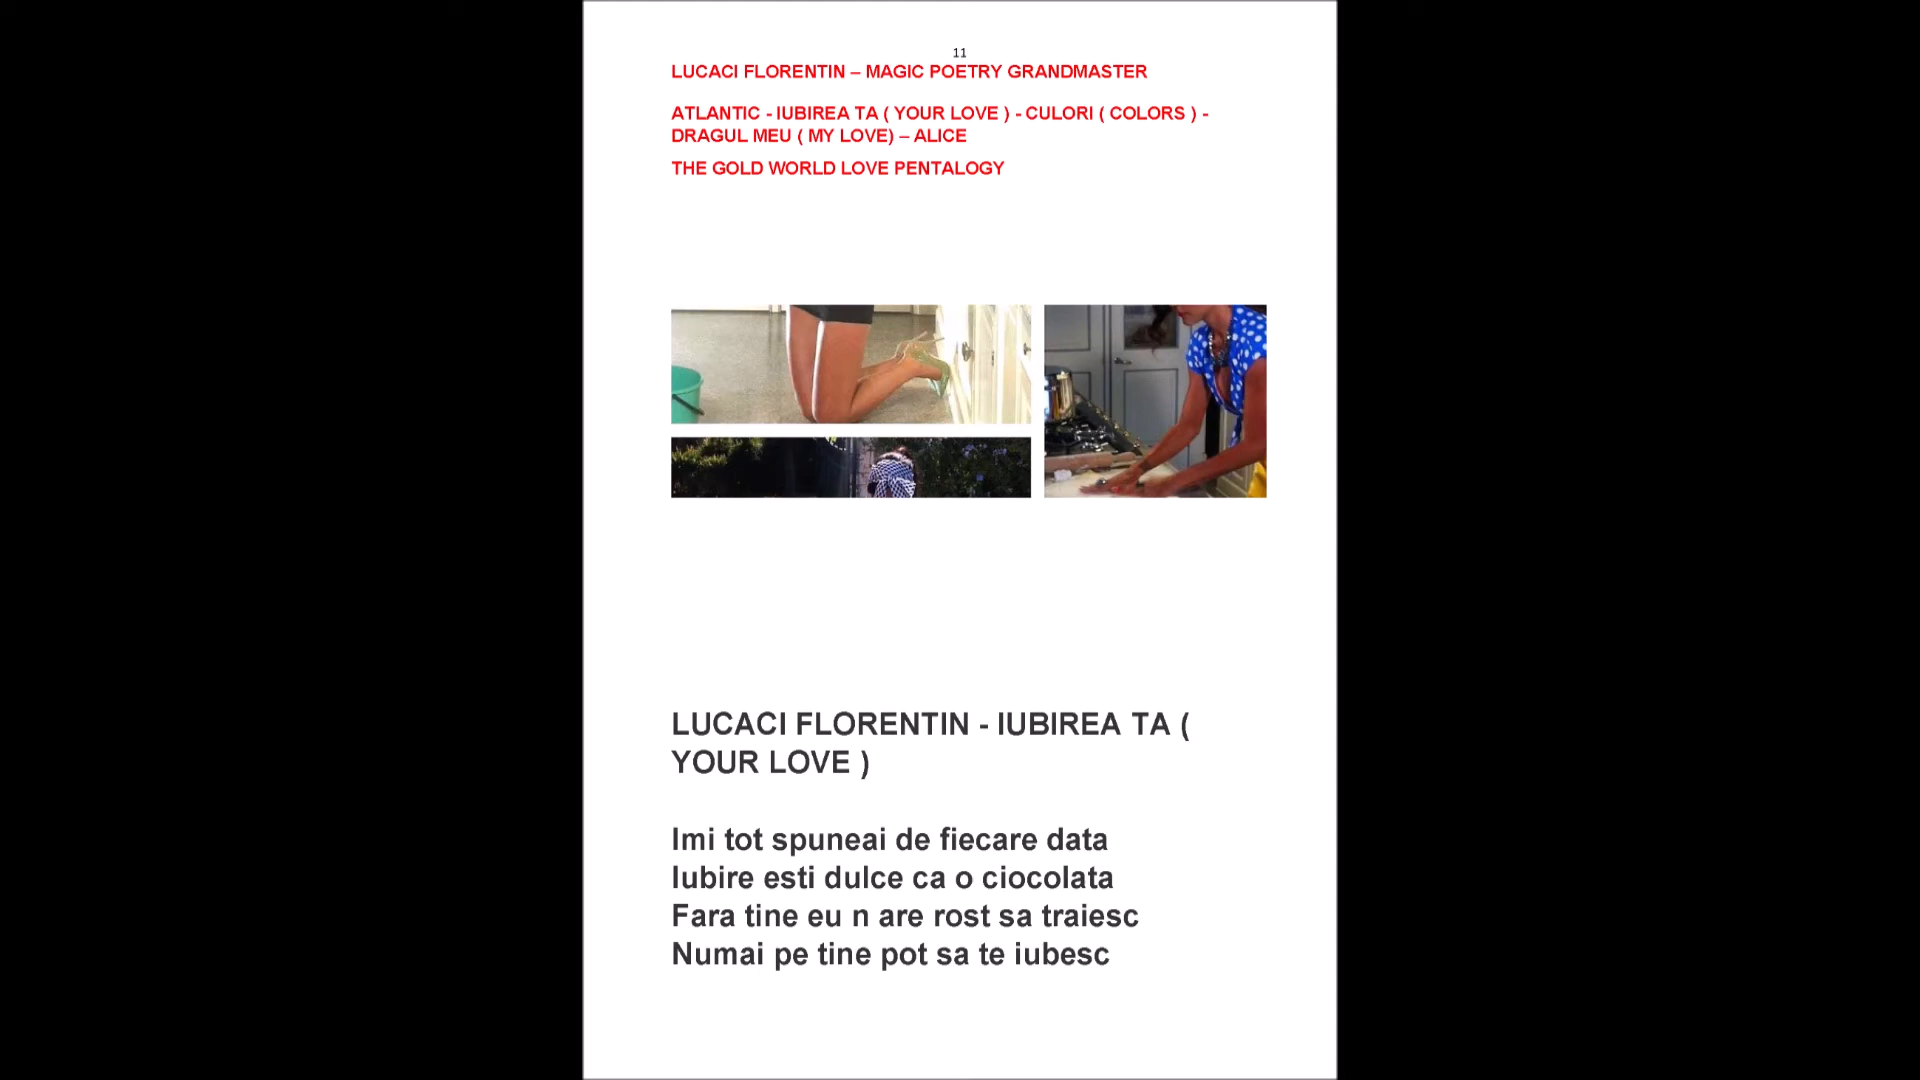 11
LUCACI FLORENTIN – MAGIC POETRY GRANDMASTER
ATLANTIC - IUBIREA TA ( YOUR LOVE ) - CULORI ( COLORS ) -
DRAGUL MEU ( MY LOVE) – ALICE
THE GOLD WORLD LOVE PENTALOGY
LUCACI FLORENTIN - IUBIREA TA (
YOUR LOVE )
Imi tot spuneai de fiecare data
Iubire esti dulce ca o ciocolata
Fara tine eu n are rost sa traiesc
Numai pe tine pot sa te iubesc